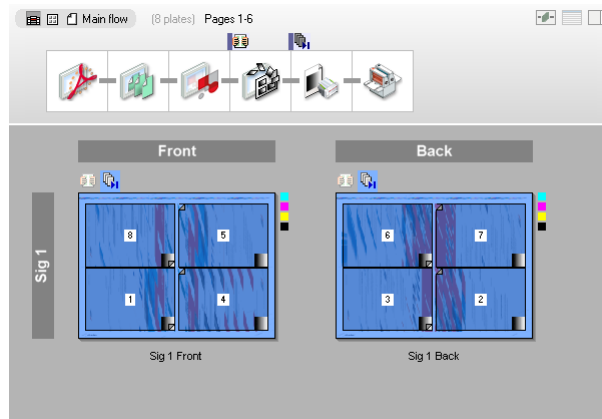 Main flow (8 plates) Pages 1-6
Front
Back
Sig 1
8
5
6
7
1
4
3
2
Sig 1 Front
Sig 1 Back